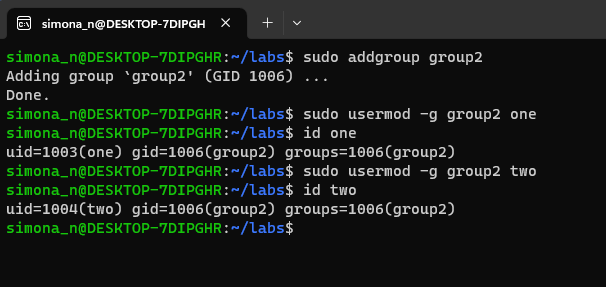 simona_n@DESKTOP-7DIPGH
simona_n@DESKTOP-7DIPGHR:~/labs$ sudo addgroup group2
Adding group `group2' (GID 1006) ...
Done.
simona_n@DESKTOP-7DIPGHR:~/labs$ sudo usermod -g group2 one
simona_n@DESKTOP-7DIPGHR:~/labs$ id one
uid=1003(one) gid=1006(group2) groups=1006(group2)
simona_n@DESKTOP-7DIPGHR:~/labs$ sudo usermod -g group2 two
simona_n@DESKTOP-7DIPGHR:~/labs$ id two
uid=1004(two) gid=1006(group2) groups=1006(group2)
simona_n@DESKTOP-7DIPGHR:~/labs$